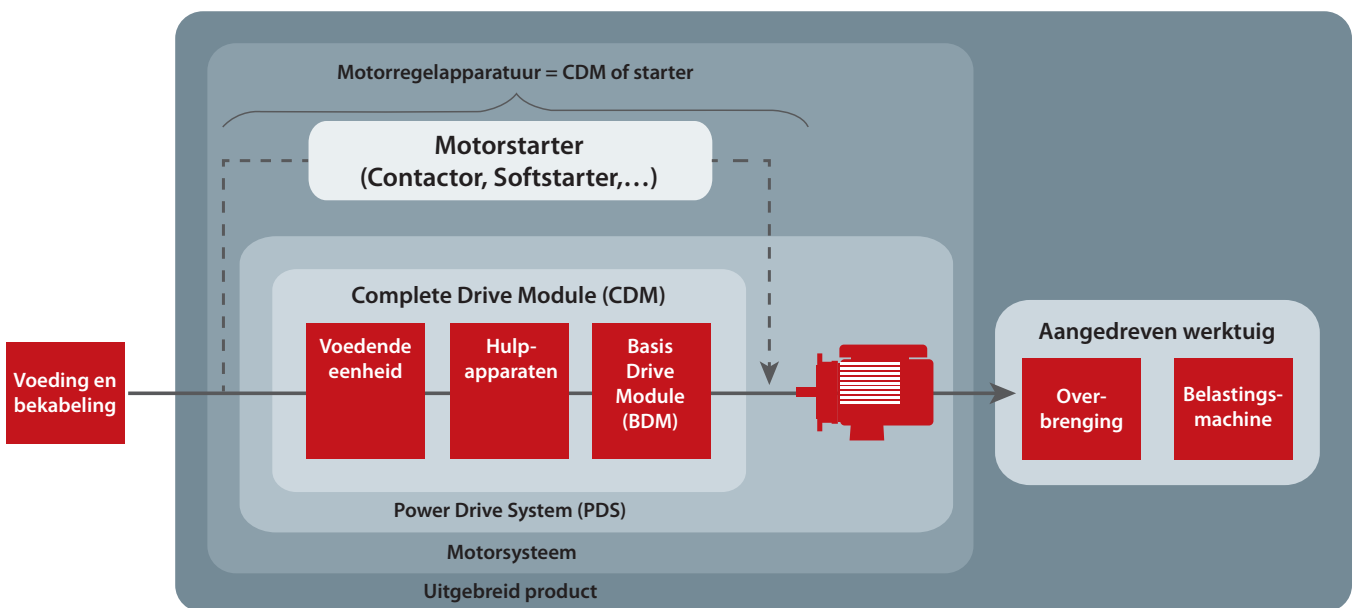 Motorregelapparatuur = CDM of starter
Motorstarter
(Contactor, Softstarter,…)
Complete Drive Module (CDM)
Voeding en
bekabeling
Voedende
eenheid
Hulp-
apparaten
Basis
Drive
Module
(BDM)
Aangedreven werktuig
Over-
brenging
Belastings-
machine
Power Drive System (PDS)
Motorsysteem
Uitgebreid product